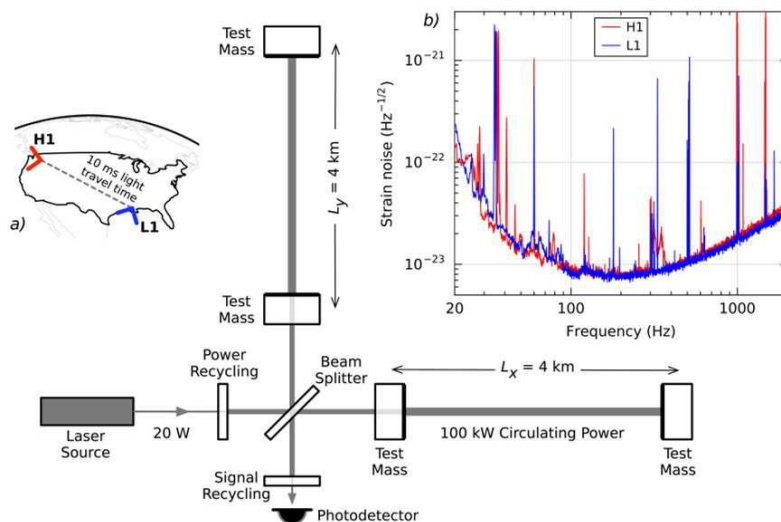 Test
Mass
b)
H1
L1
10⁻²¹
10⁻²²
10⁻²³
Strain noise (Hz⁻¹/²)
20
100
1000
Frequency (Hz)
H1
10 ms light
travel time
L1
a)
Ly = 4 km
Test
Mass
Power
Recycling
Beam
Splitter
Lx = 4 km
Laser
Source
20 W
100 kW Circulating Power
Test
Mass
Test
Mass
Signal
Recycling
Photodetector